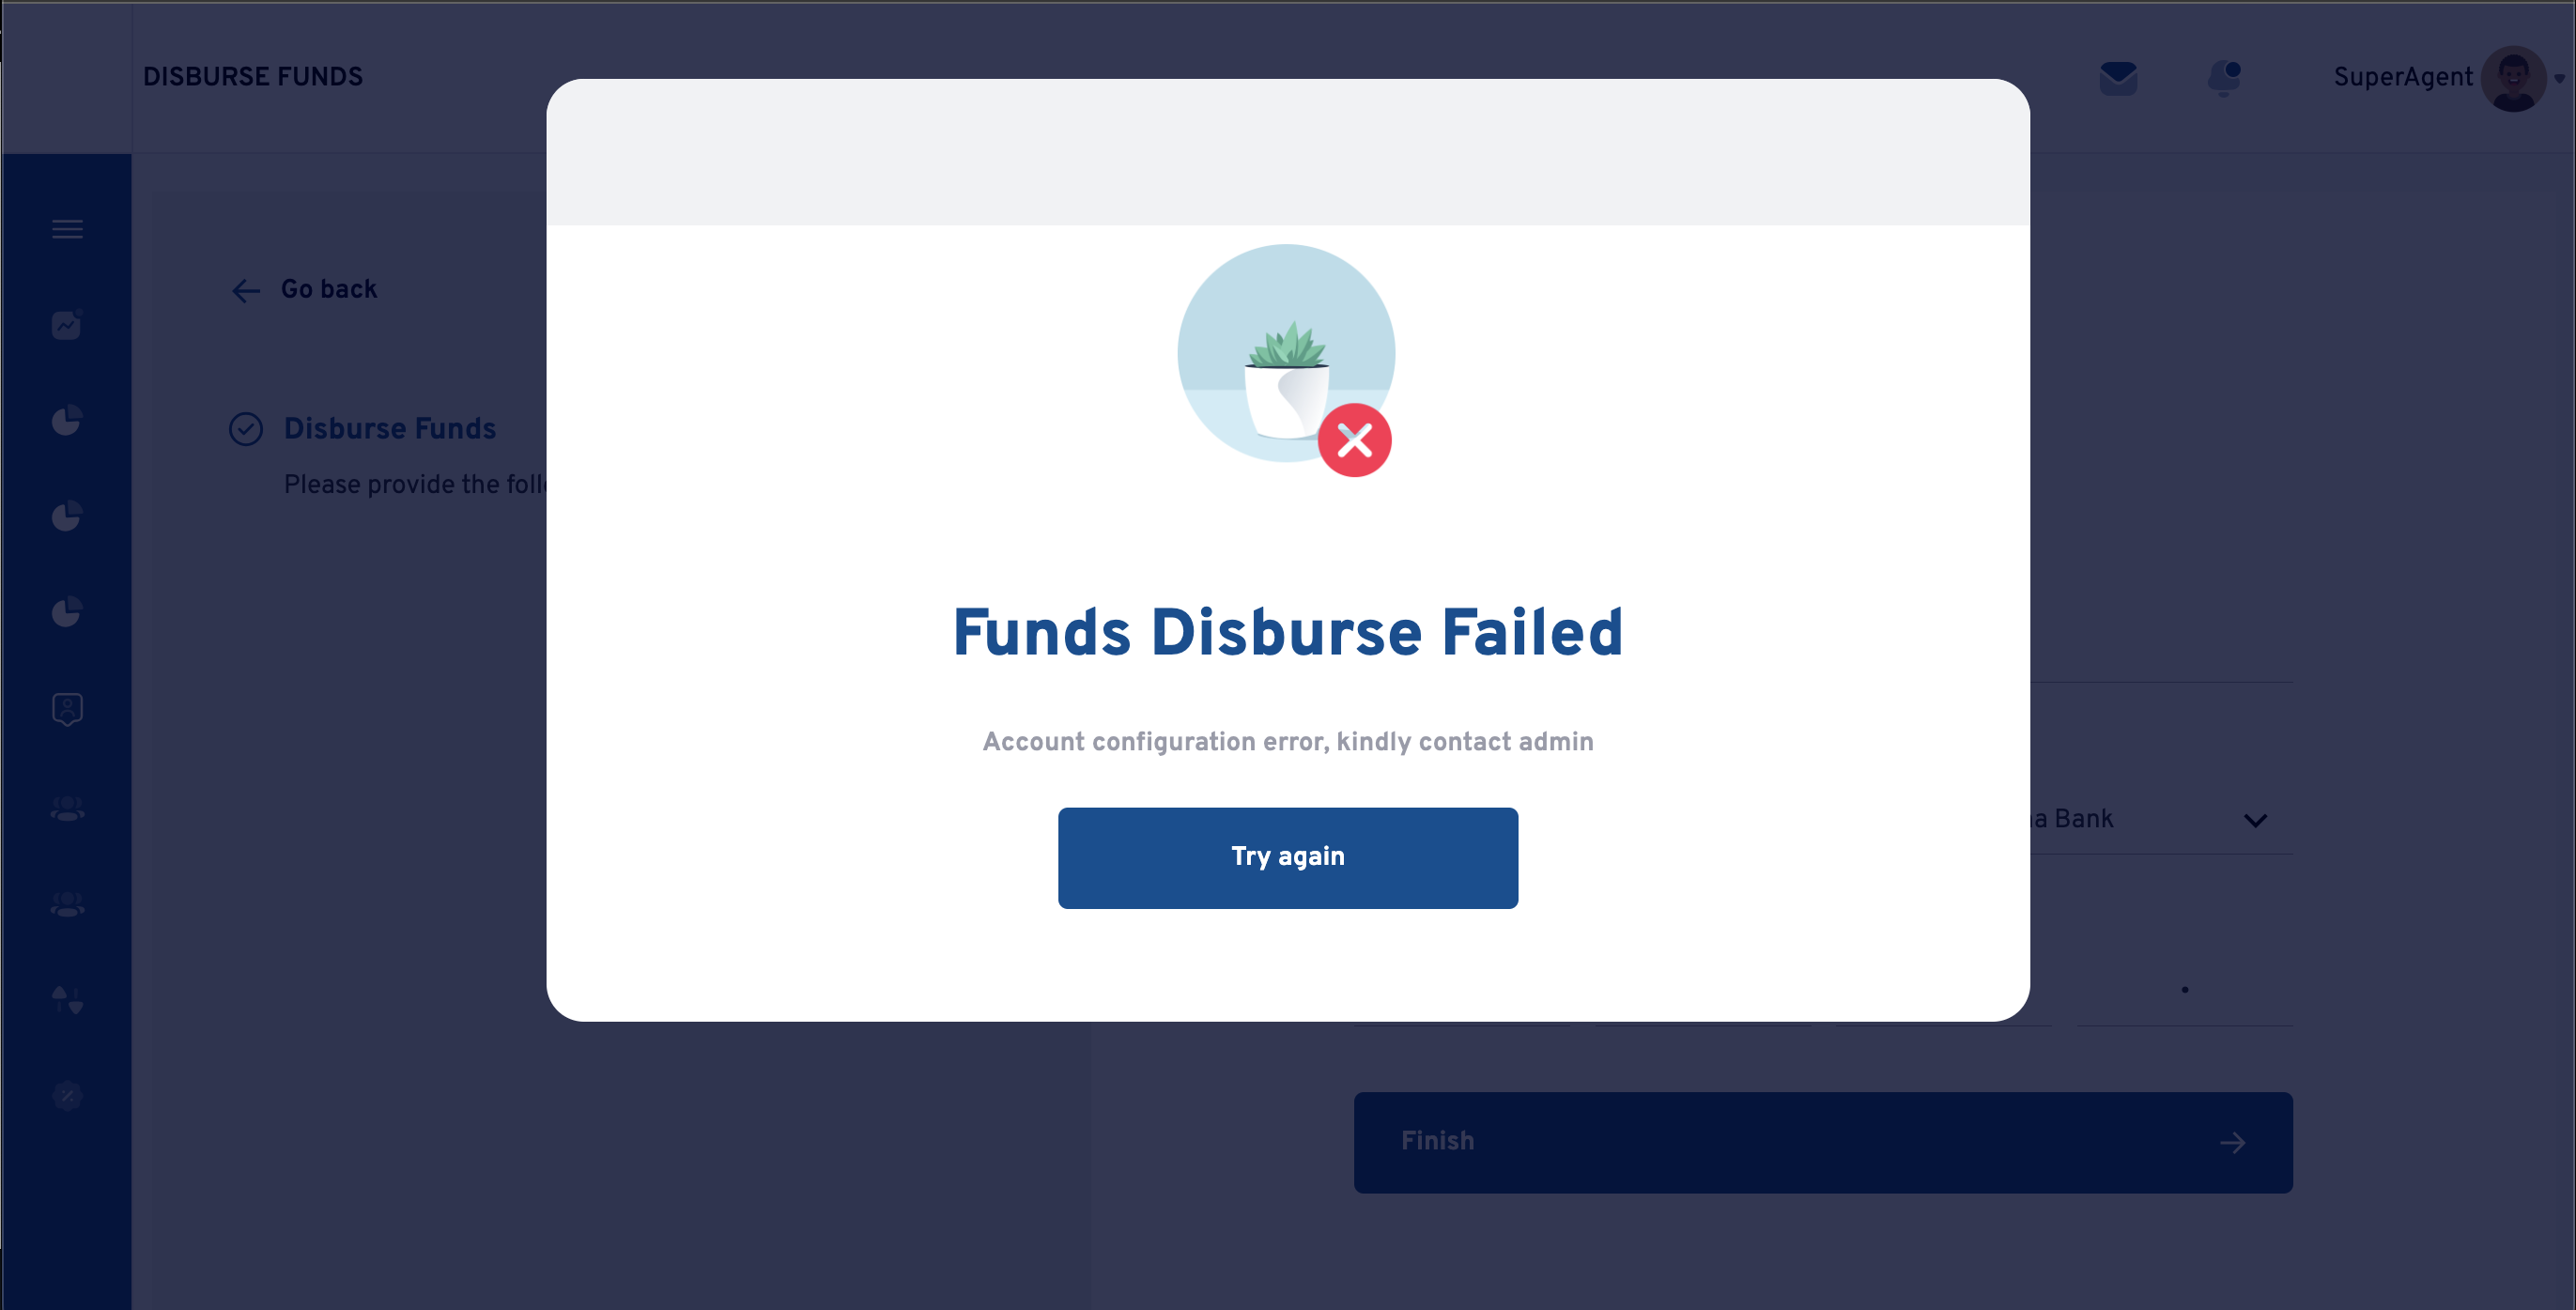 DISBURSE FUNDS
SuperAgent
Go back
Disburse Funds
Please provide the
Funds Disburse Failed
Account configuration error, kindly contact admin
Bank
Try again
Finish